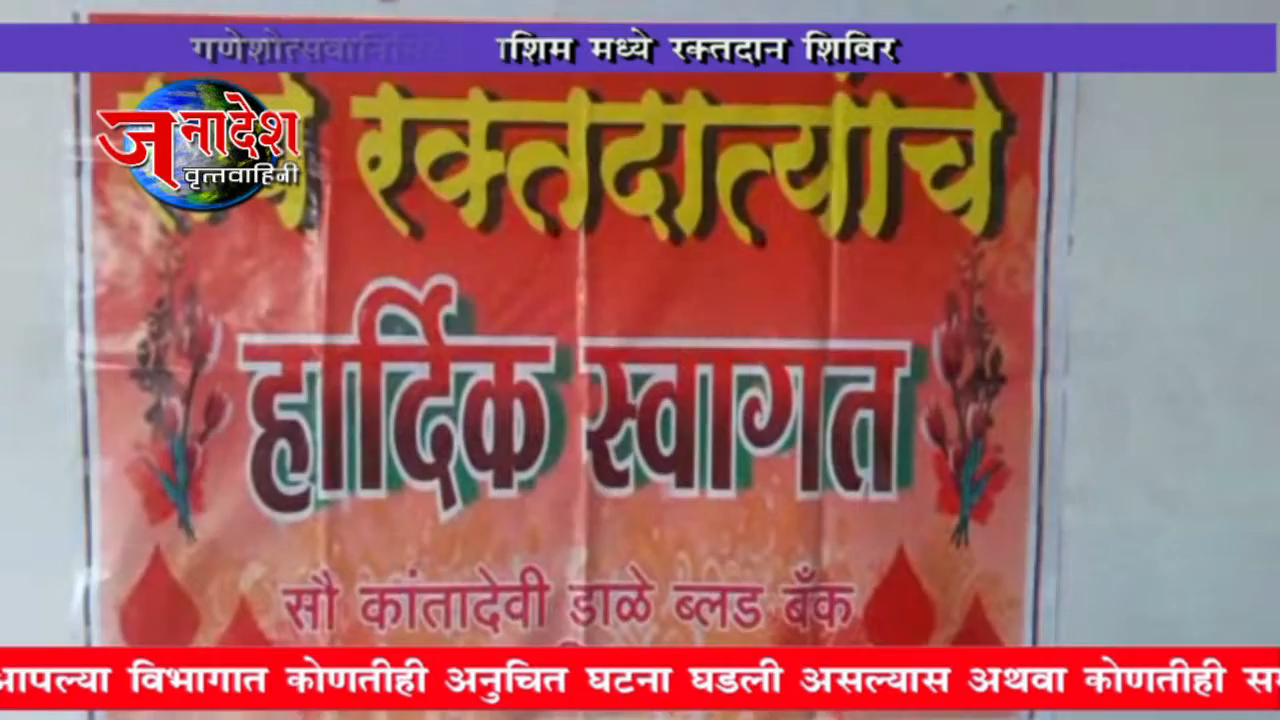 मध्ये रक्तदान शिविर
जनादेश
वृत्तवाहिनी
रक्तदात्यांचे
हार्दिक स्वागत
सौ कांतादेवी डाळे ब्लड बँक
आपल्या विभागात कोणतीही अनुचित घटना घडली असल्यास अथवा कोणतीही